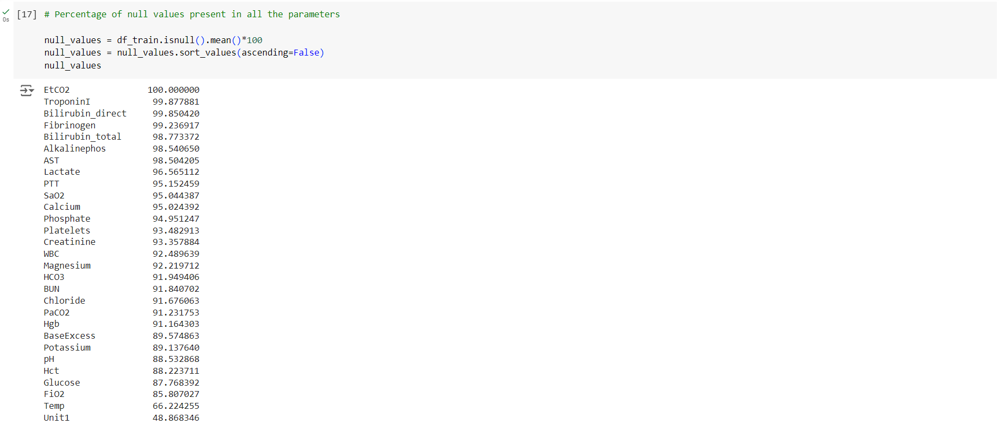 [17] # Percentage of null values present in all the parameters
null_values = df_train.isnull().mean()*100
null_values = null_values.sort_values(ascending=False)
null_values
0s
EtCO2 100.000000
TroponinI 99.877881
Bilirubin_direct 99.850420
Fibrinogen 99.236917
Bilirubin_total 98.773372
Alkalinephos 98.540650
AST 98.504205
Lactate 96.565112
PTT 95.152459
SaO2 95.044387
Calcium 95.024392
Phosphate 94.951247
Platelets 93.482913
Creatinine 93.357884
WBC 92.489639
Magnesium 92.219712
HCO3 91.949406
BUN 91.840702
Chloride 91.676063
PaCO2 91.231753
Hgb 91.164303
BaseExcess 89.574863
Potassium 89.137640
pH 88.532868
Hct 88.223711
Glucose 87.768392
FiO2 85.807027
Temp 66.224255
Unit1 48.868346